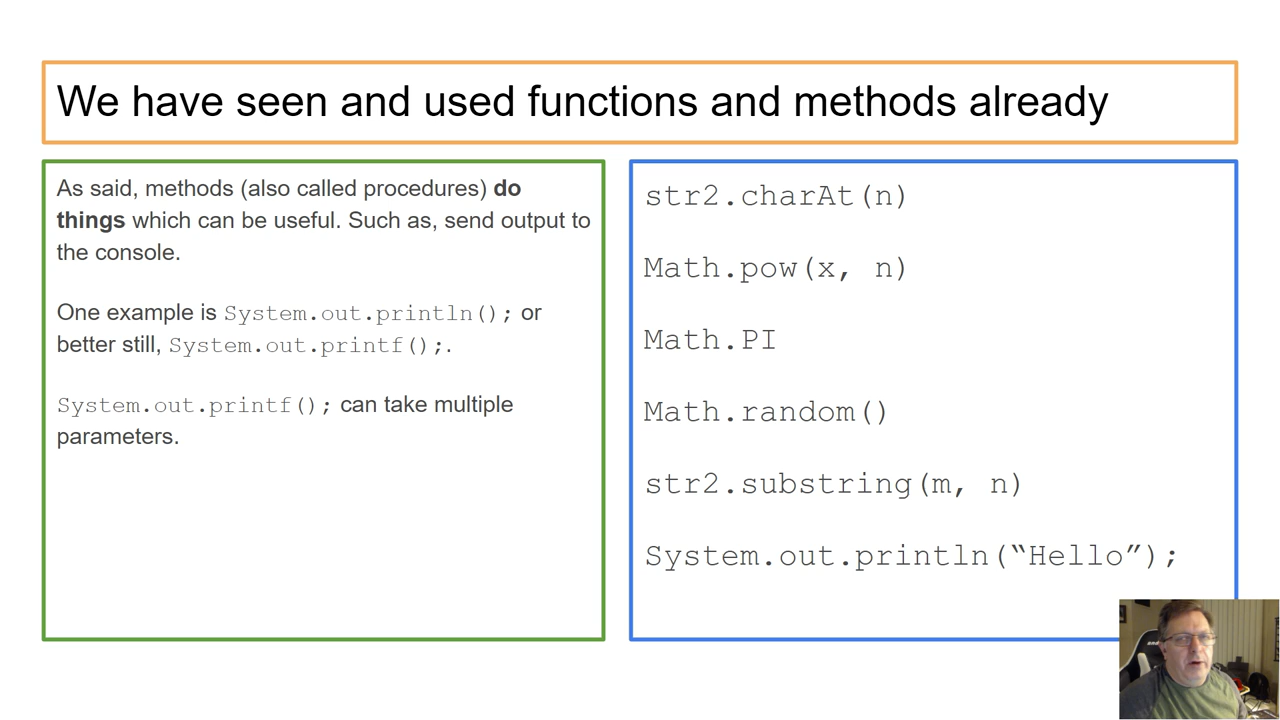 We have seen and used functions and methods already
As said, methods (also called procedures) do
things which can be useful. Such as, send output to
the console.
One example is System.out.println(); or
better still, System.out.printf();.
System.out.printf(); can take multiple
parameters.
str2.charAt(n)
Math.pow(x, n)
Math.PI
Math.random()
str2.substring(m, n)
System.out.println(“Hello”);